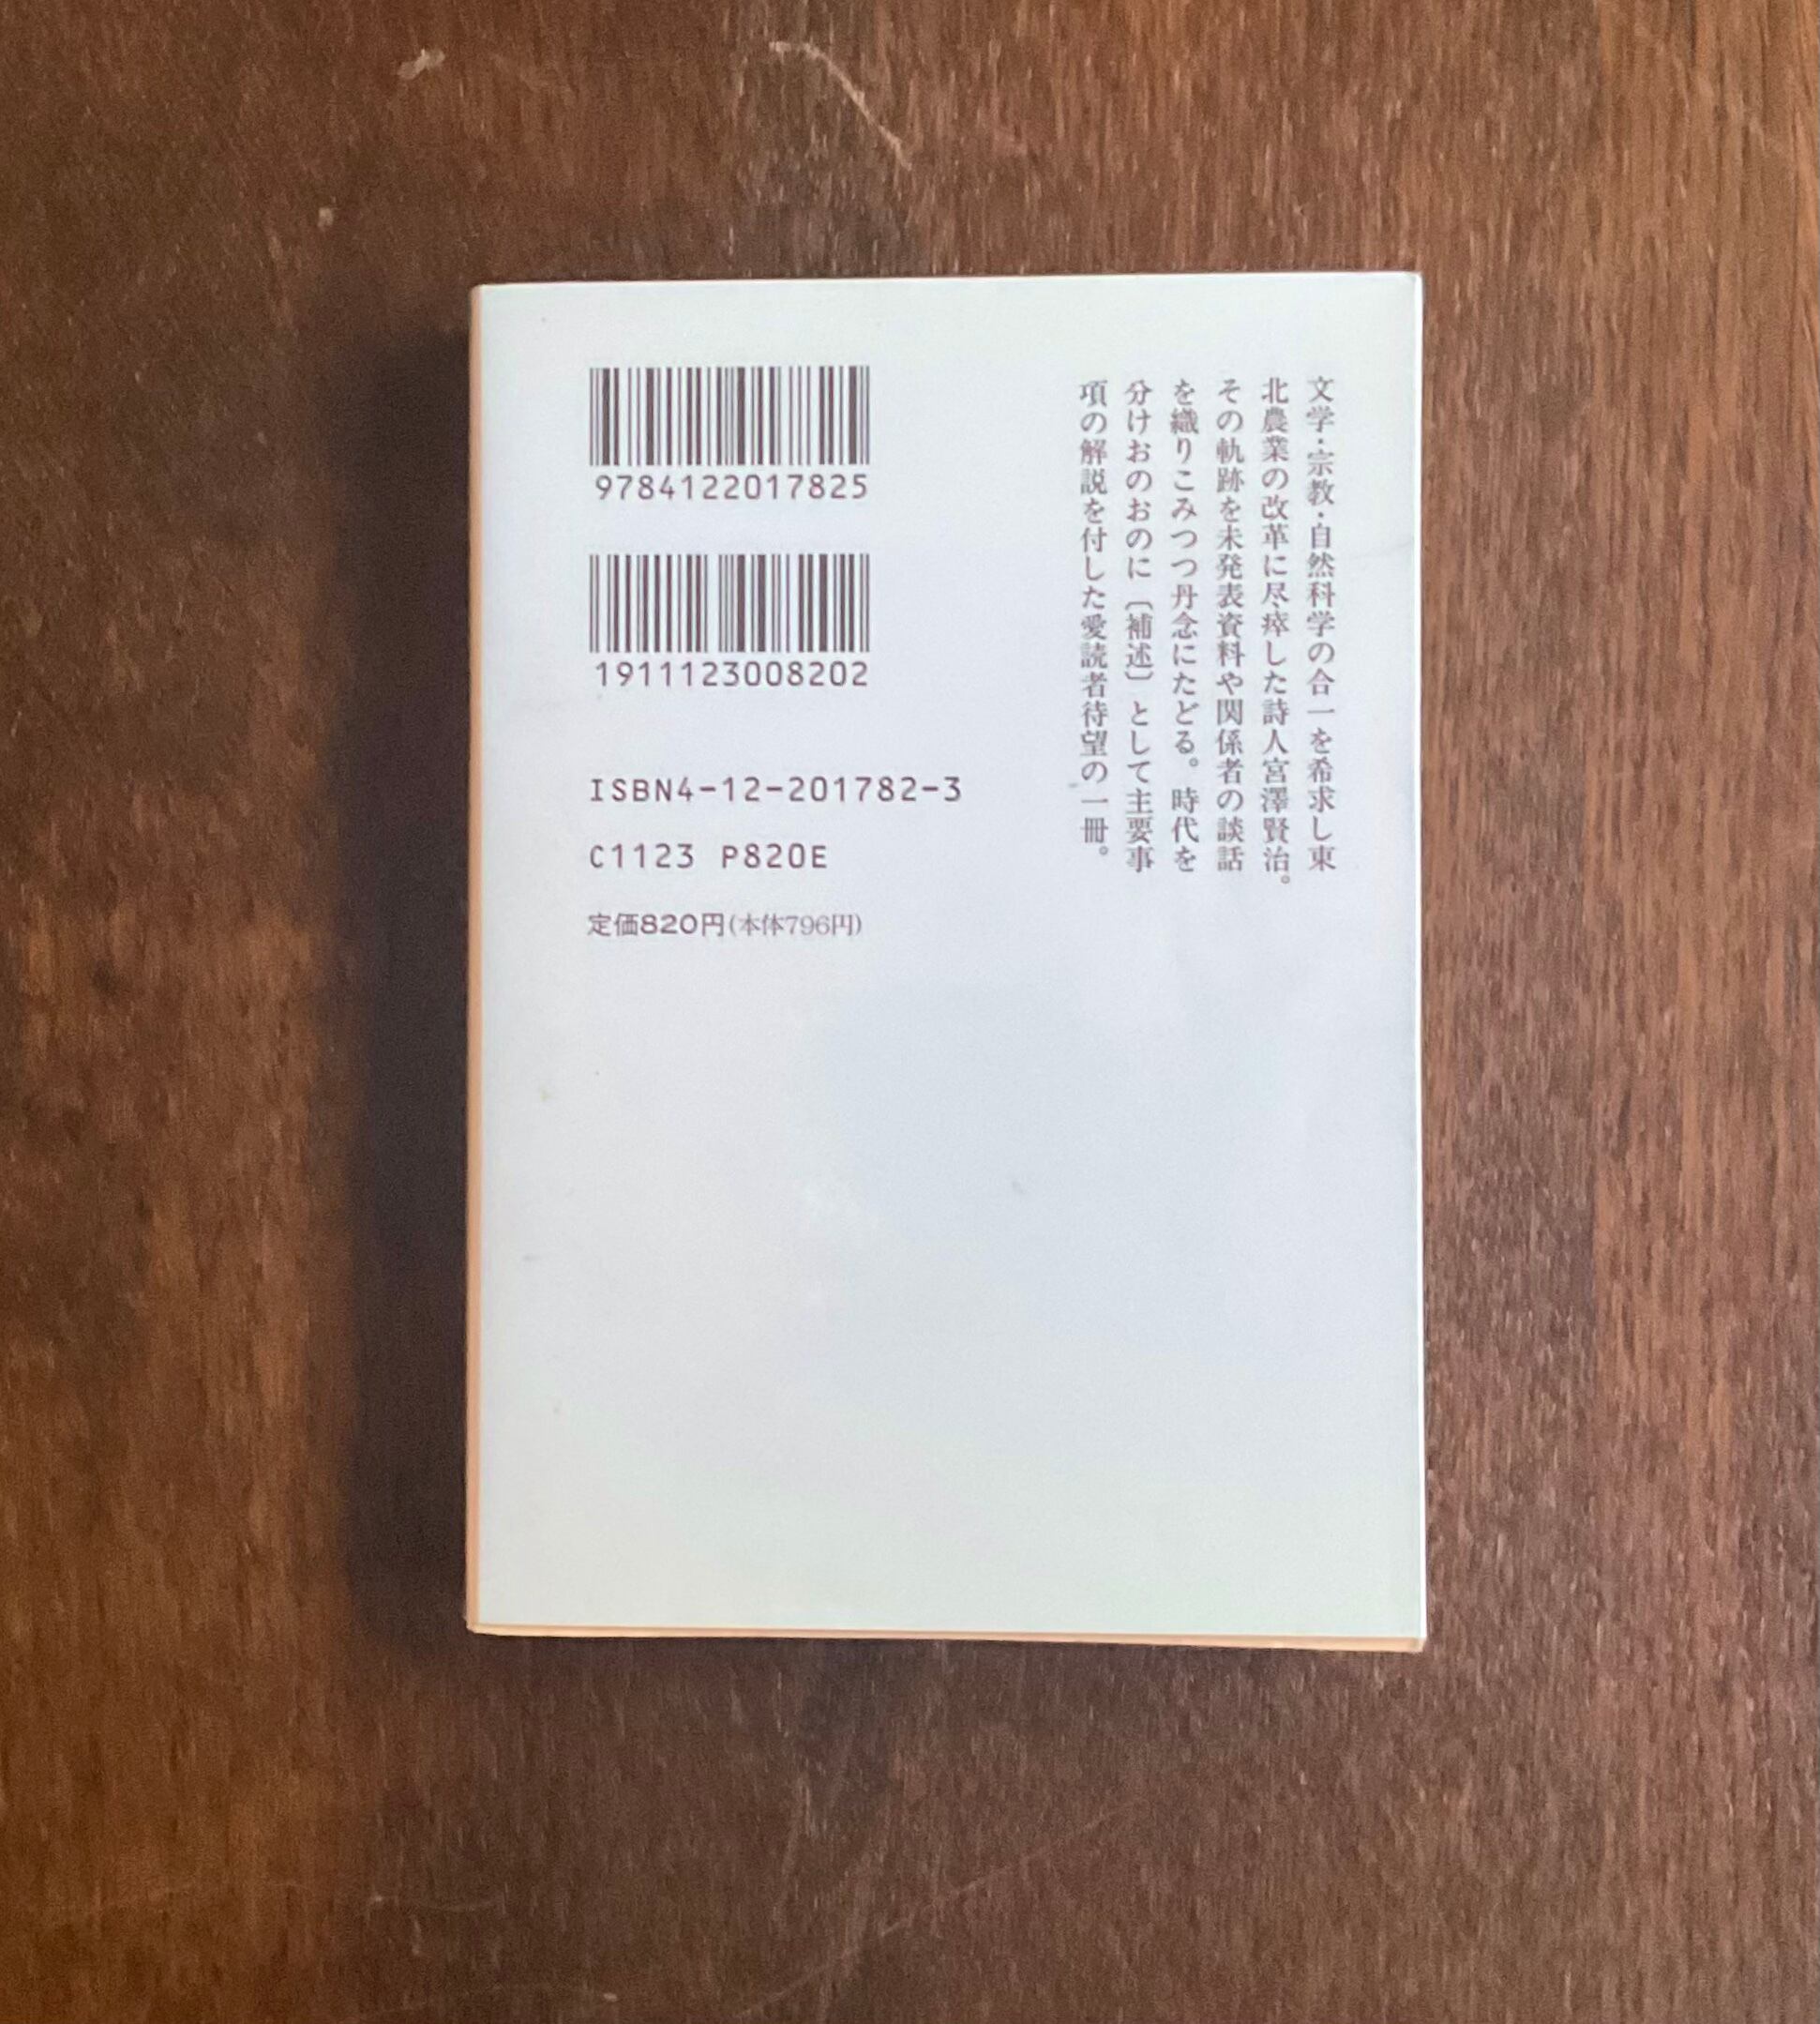 文学・宗教・自然科学の合一を希求し東
北農業の改革に尽瘁した詩人宮澤賢治。
その軌跡を未発表資料や関係者の談話
を織りこみつつ丹念にたどる。時代を
分けおのおのに〔補述〕として主要事
項の解説を付した愛読者待望の一冊。
9784122017825
1911123008202
ISBN4-12-201782-3
C1123 P820E
定価820円(本体796円)